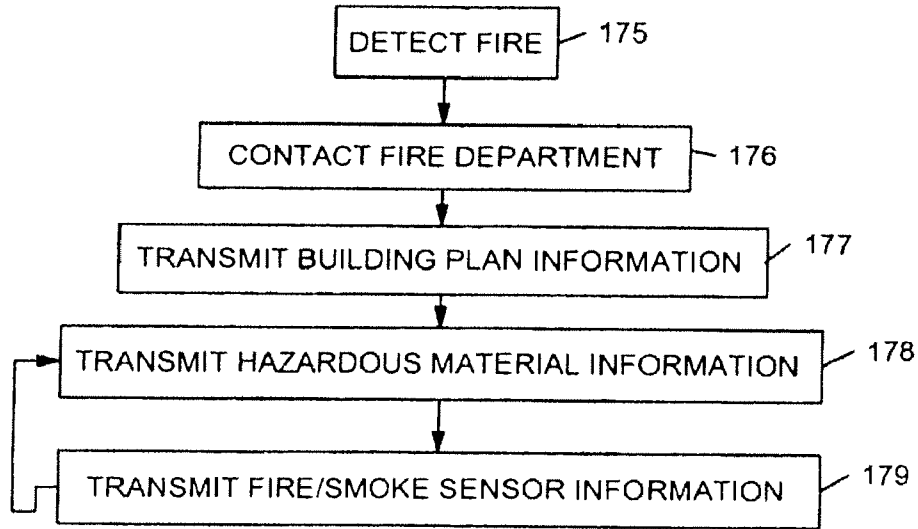 DETECT FIRE 175
CONTACT FIRE DEPARTMENT 176
TRANSMIT BUILDING PLAN INFORMATION 177
TRANSMIT HAZARDOUS MATERIAL INFORMATION 178
TRANSMIT FIRE/SMOKE SENSOR INFORMATION 179